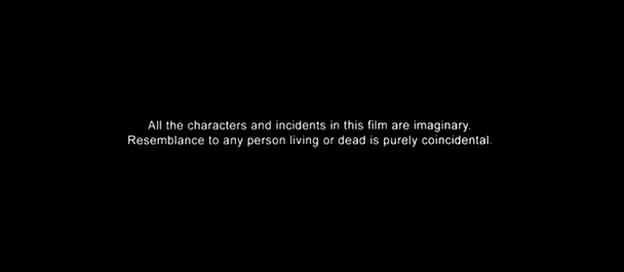 All the characters and incidents in this film are imaginary.
Resemblance to any person living or dead is purely coincidental.